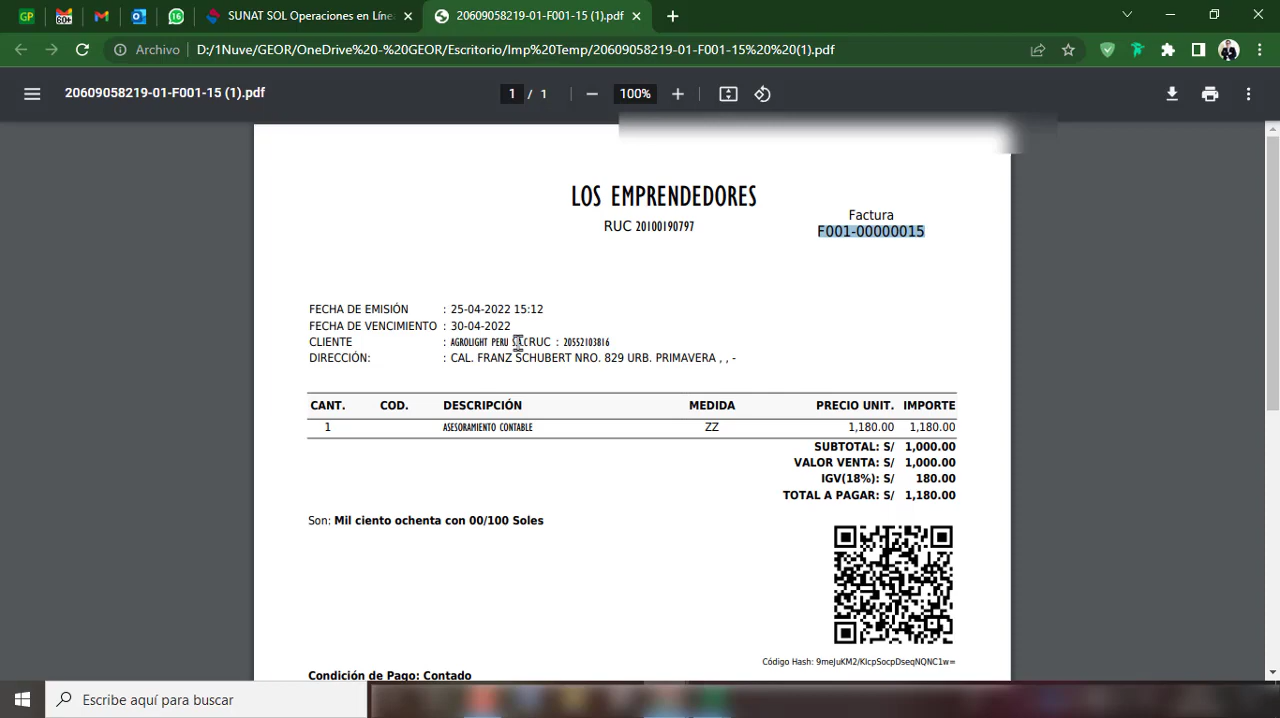 SUNAT SOL Operaciones en Líne
20609058219-01-F001-15 (1).pdf
Archivo D:/1Nuve/GEOR/OneDrive%20-%20GEOR/Escritorio/Imp%20Temp/20609058219-01-F001-15%20%20(1).pdf
20609058219-01-F001-15 (1).pdf
1 / 1
100%
LOS EMPRENDEDORES
RUC 20100190797
Factura
F001-00000015
FECHA DE EMISIÓN : 25-04-2022 15:12
FECHA DE VENCIMIENTO : 30-04-2022
CLIENTE : AGROLIGHT PERU RUC : 20552103816
DIRECCIÓN: : CAL. FRANZ SCHUBERT NRO. 829 URB. PRIMAVERA , , -
CANT. COD. DESCRIPCIÓN MEDIDA PRECIO UNIT. IMPORTE
1 ASESORAMIENTO CONTABLE ZZ 1,180.00 1,180.00
SUBTOTAL: S/ 1,000.00
VALOR VENTA: S/ 1,000.00
IGV(18%): S/ 180.00
TOTAL A PAGAR: S/ 1,180.00
Son: Mil ciento ochenta con 00/100 Soles
Código Hash: 9meJuKM2/KIcpSocpDseqNQNC1w=
Condición de Pago: Contado
Escribe aquí para buscar